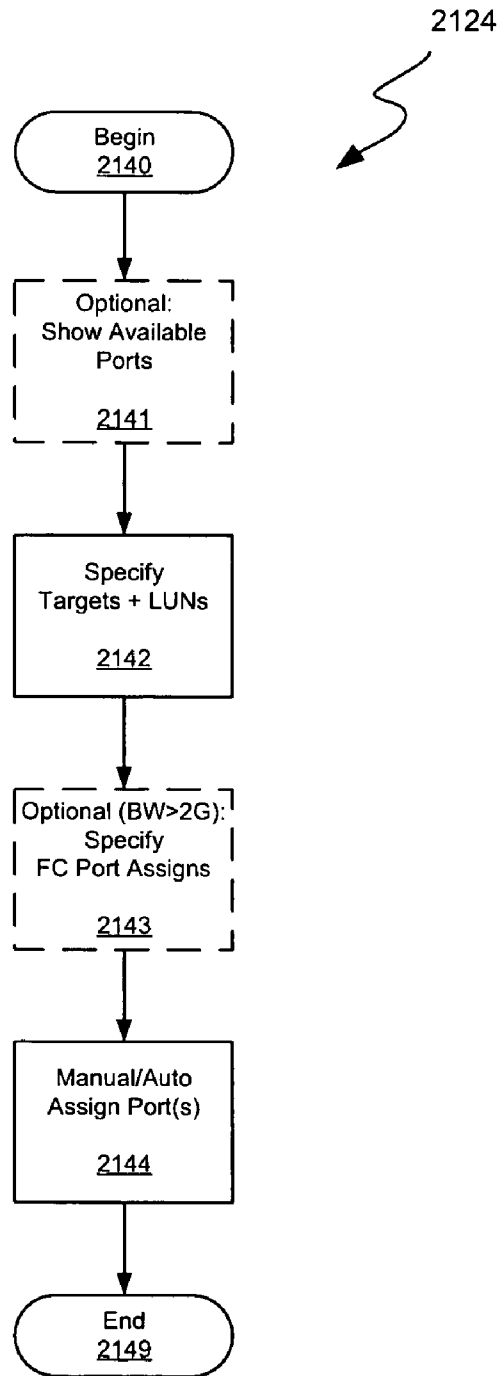 2124
Begin
2140
Optional:
Show Available
Ports
2141
Specify
Targets + LUNs
2142
Optional (BW>2G):
Specify
FC Port Assigns
2143
Manual/Auto
Assign Port(s)
2144
End
2149